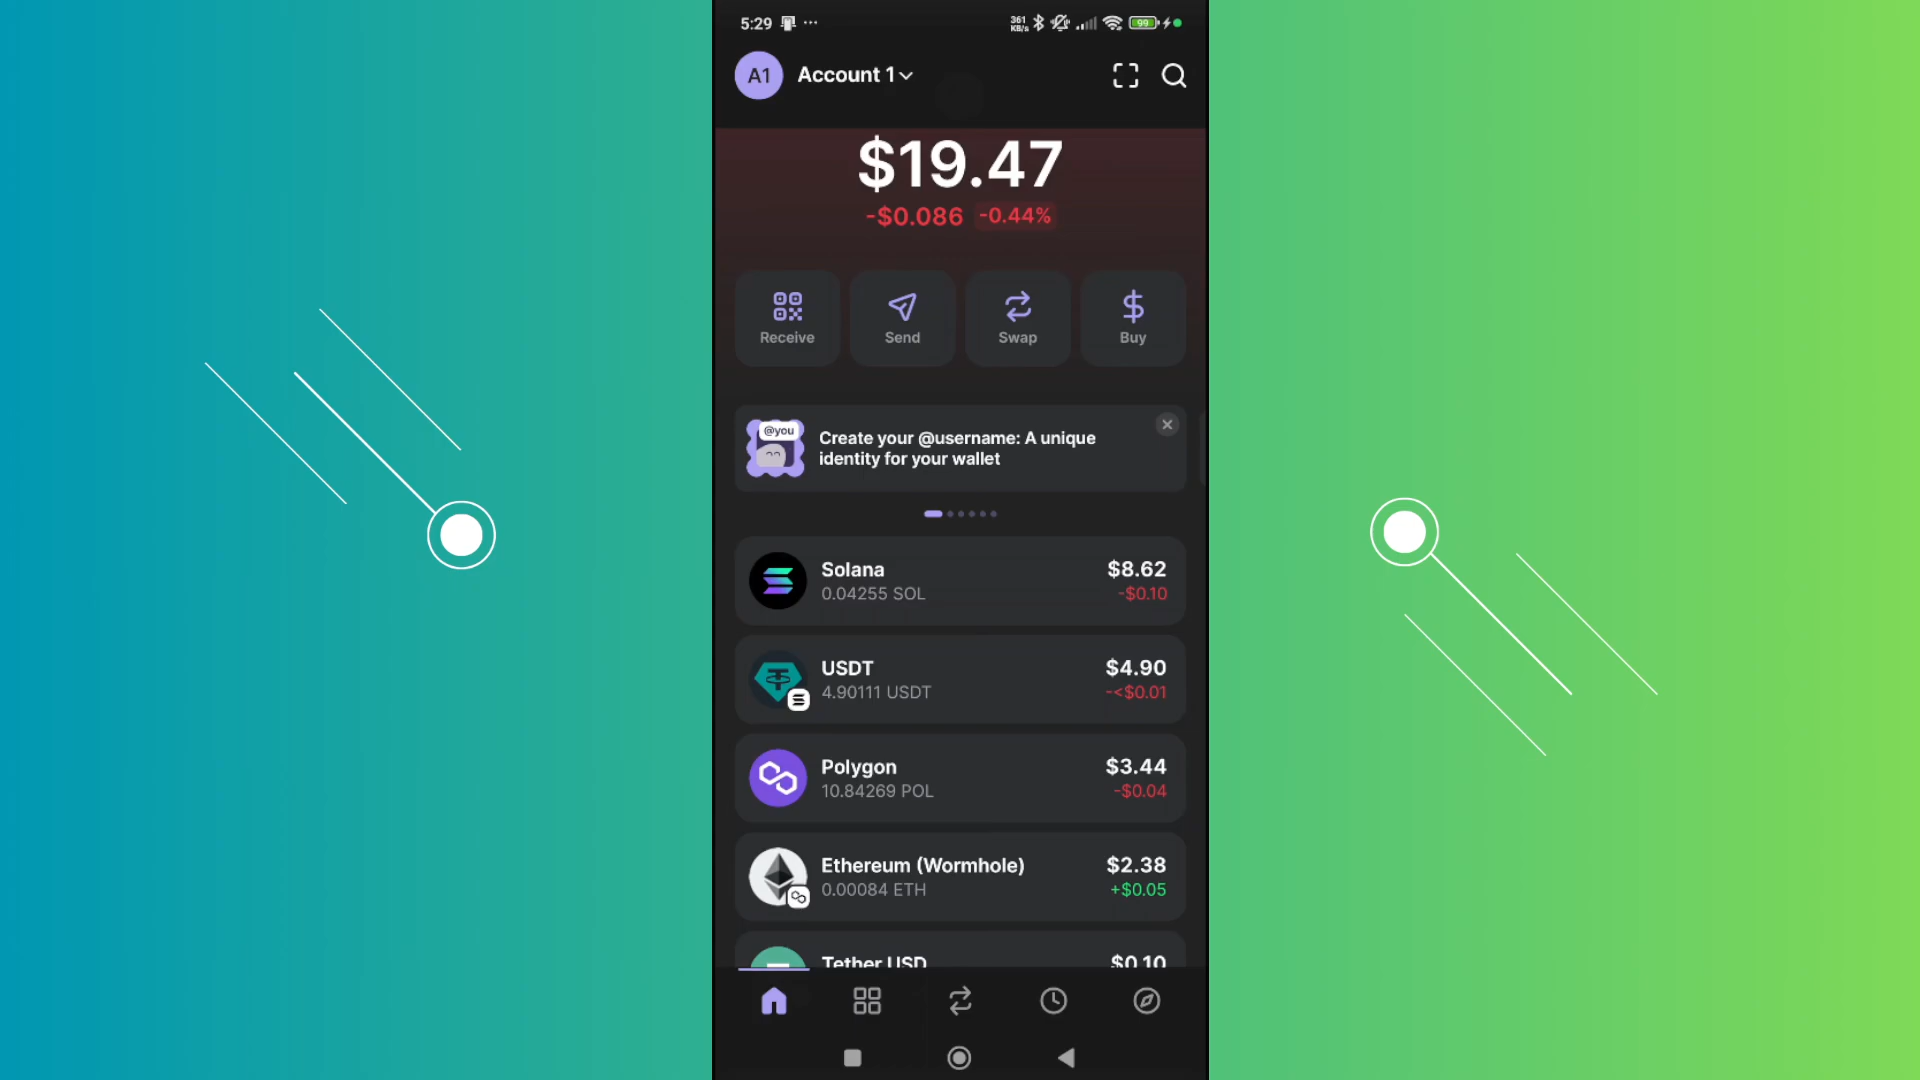 5:29
361
KB/s
99
A1
Account 1
$19.47
-$0.086 -0.44%
Receive
Send
Swap
Buy
@you
Create your @username: A unique
identity for your wallet
Solana
$8.62
0.04255 SOL
-$0.10
USDT
$4.90
4.90111 USDT
-<$0.01
Polygon
$3.44
10.84269 POL
-$0.04
Ethereum (Wormhole)
$2.38
0.00084 ETH
+$0.05
Tether USD
$0.10